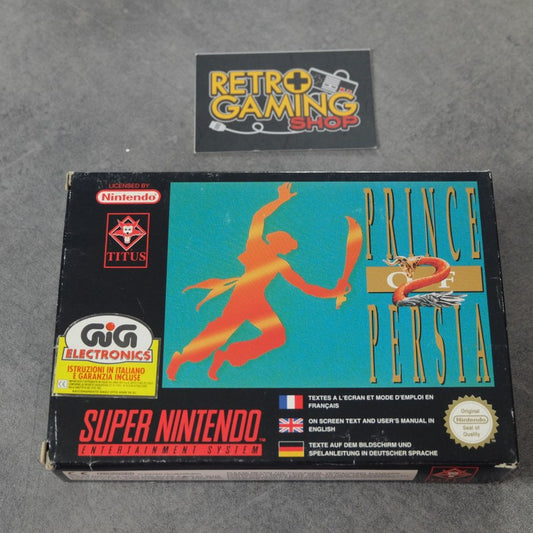 RETRO
GAMING
SHOP
LICENSED BY
Nintendo
TITUS
PRINCE
OF
2
PERSIA
GIG
ELECTRONICS
ISTRUZIONI IN ITALIANO
E GARANZIA INCLUSE
SUPER NINTENDO
ENTERTAINMENT SYSTEM
TEXTES A L'ECRAN ET MODE D'EMPLOI EN
FRANÇAIS
ON SCREEN TEXT AND USER'S MANUAL IN
ENGLISH
TEXTE AUF DEM BILDSCHIRM UND
SPELANLEITUNG IN DEUTSCHER SPRACHE
Original
Nintendo
Seal of
Quality
TITUS